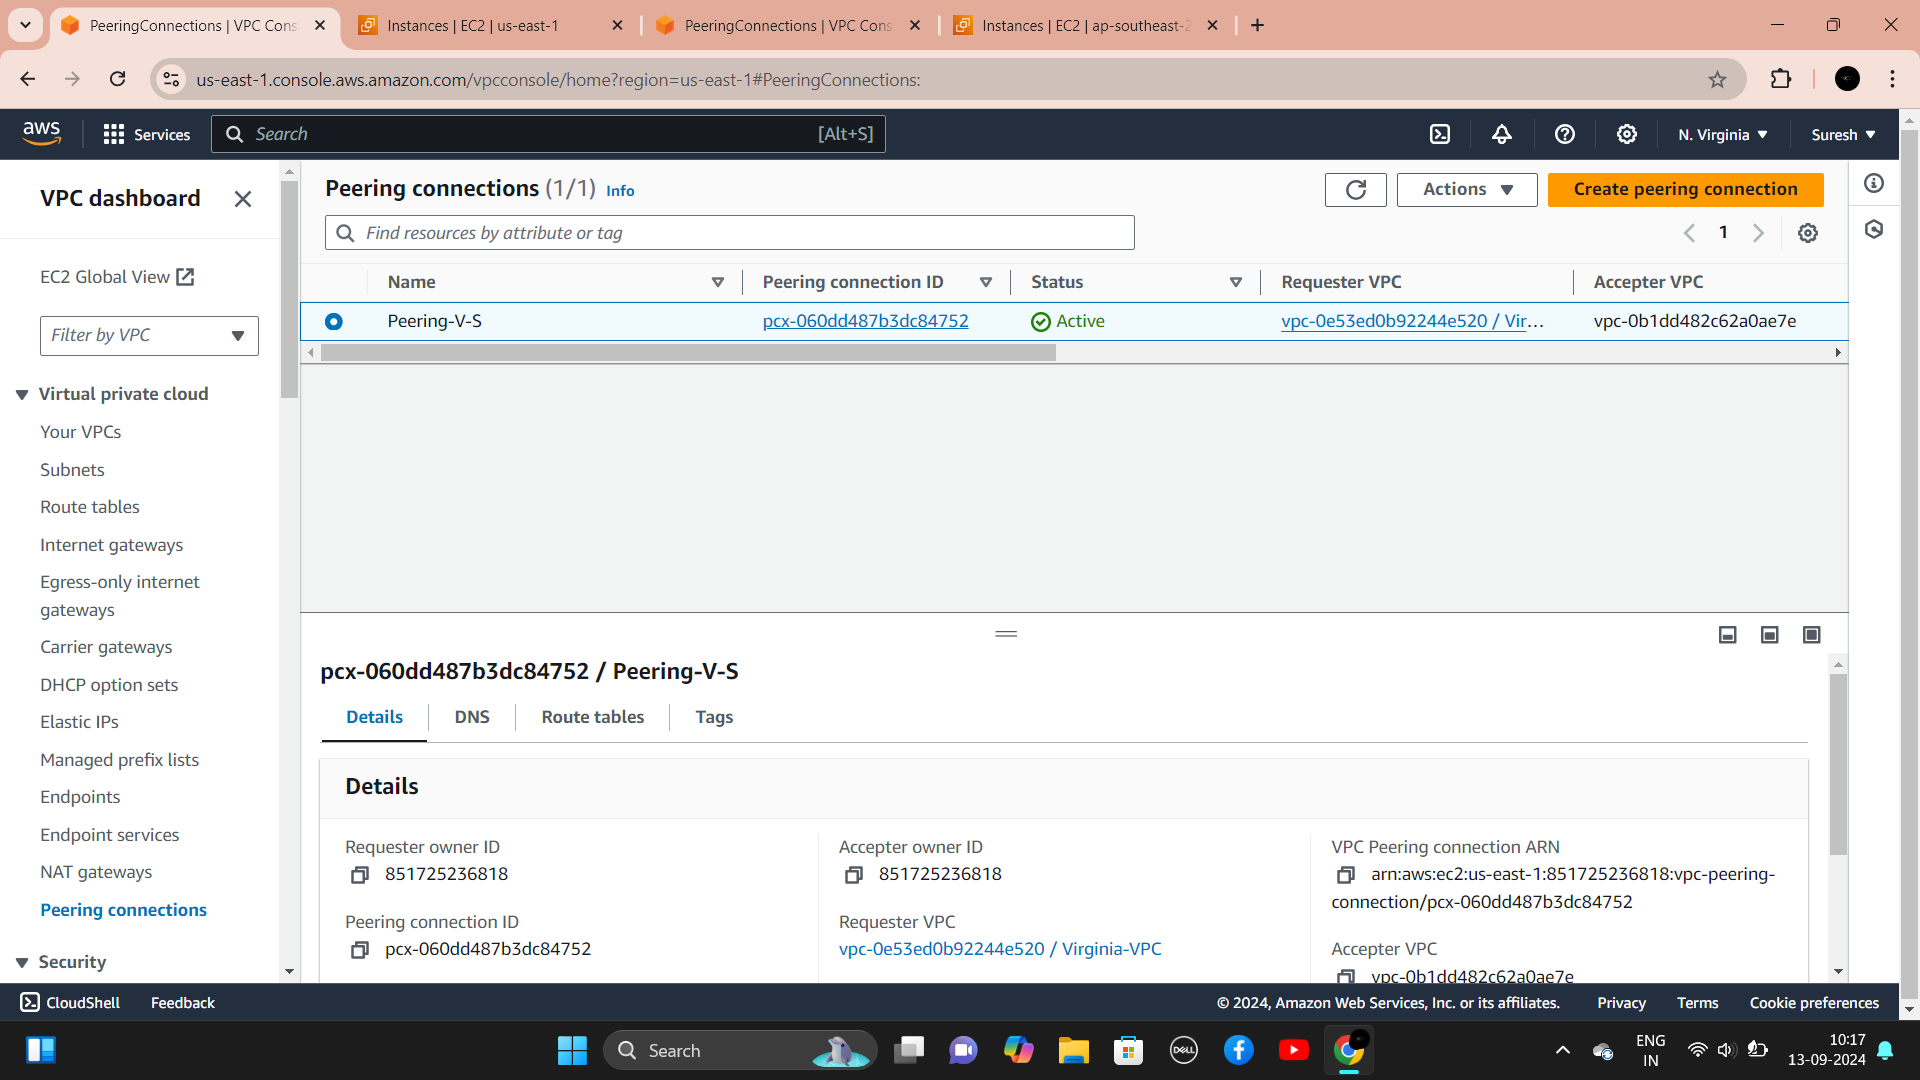 PeeringConnections | VPC Cons
Instances | EC2 | us-east-1
PeeringConnections | VPC Cons
Instances | EC2 | ap-southeast-2
us-east-1.console.aws.amazon.com/vpcconsole/home?region=us-east-1#PeeringConnections:
aws
Services
Search
[Alt+S]
N. Virginia
Suresh
VPC dashboard
EC2 Global View
Filter by VPC
Virtual private cloud
Your VPCs
Subnets
Route tables
Internet gateways
Egress-only internet
gateways
Carrier gateways
DHCP option sets
Elastic IPs
Managed prefix lists
Endpoints
Endpoint services
NAT gateways
Peering connections
Security
Peering connections (1/1) Info
Actions
Create peering connection
Find resources by attribute or tag
1
Name
Peering connection ID
Status
Requester VPC
Accepter VPC
Peering-V-S
pcx-060dd487b3dc84752
Active
vpc-0e53ed0b92244e520 / Vir…
vpc-0b1dd482c62a0ae7e
pcx-060dd487b3dc84752 / Peering-V-S
Details
DNS
Route tables
Tags
Details
Requester owner ID
851725236818
Accepter owner ID
851725236818
VPC Peering connection ARN
arn:aws:ec2:us-east-1:851725236818:vpc-peering-
connection/pcx-060dd487b3dc84752
Peering connection ID
pcx-060dd487b3dc84752
Requester VPC
vpc-0e53ed0b92244e520 / Virginia-VPC
Accepter VPC
vpc-0b1dd482c62a0ae7e
CloudShell
Feedback
© 2024, Amazon Web Services, Inc. or its affiliates.
Privacy
Terms
Cookie preferences
Search
DELL
ENG
IN
10:17
13-09-2024